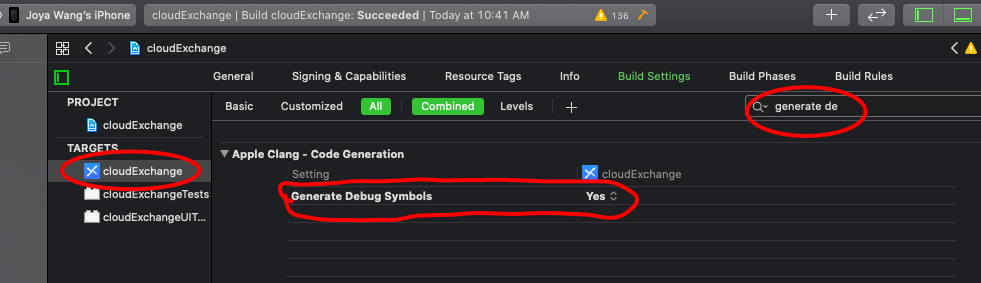 Joya Wang's iPhone
cloudExchange | Build cloudExchange: Succeeded | Today at 10:41 AM
136
cloudExchange
General Signing & Capabilities Resource Tags Info Build Settings Build Phases Build Rules
PROJECT
cloudExchange
TARGETS
cloudExchange
cloudExchangeTests
cloudExchangeUIT...
Basic Customized All Combined Levels
generate de
Apple Clang - Code Generation
Setting cloudExchange
Generate Debug Symbols Yes